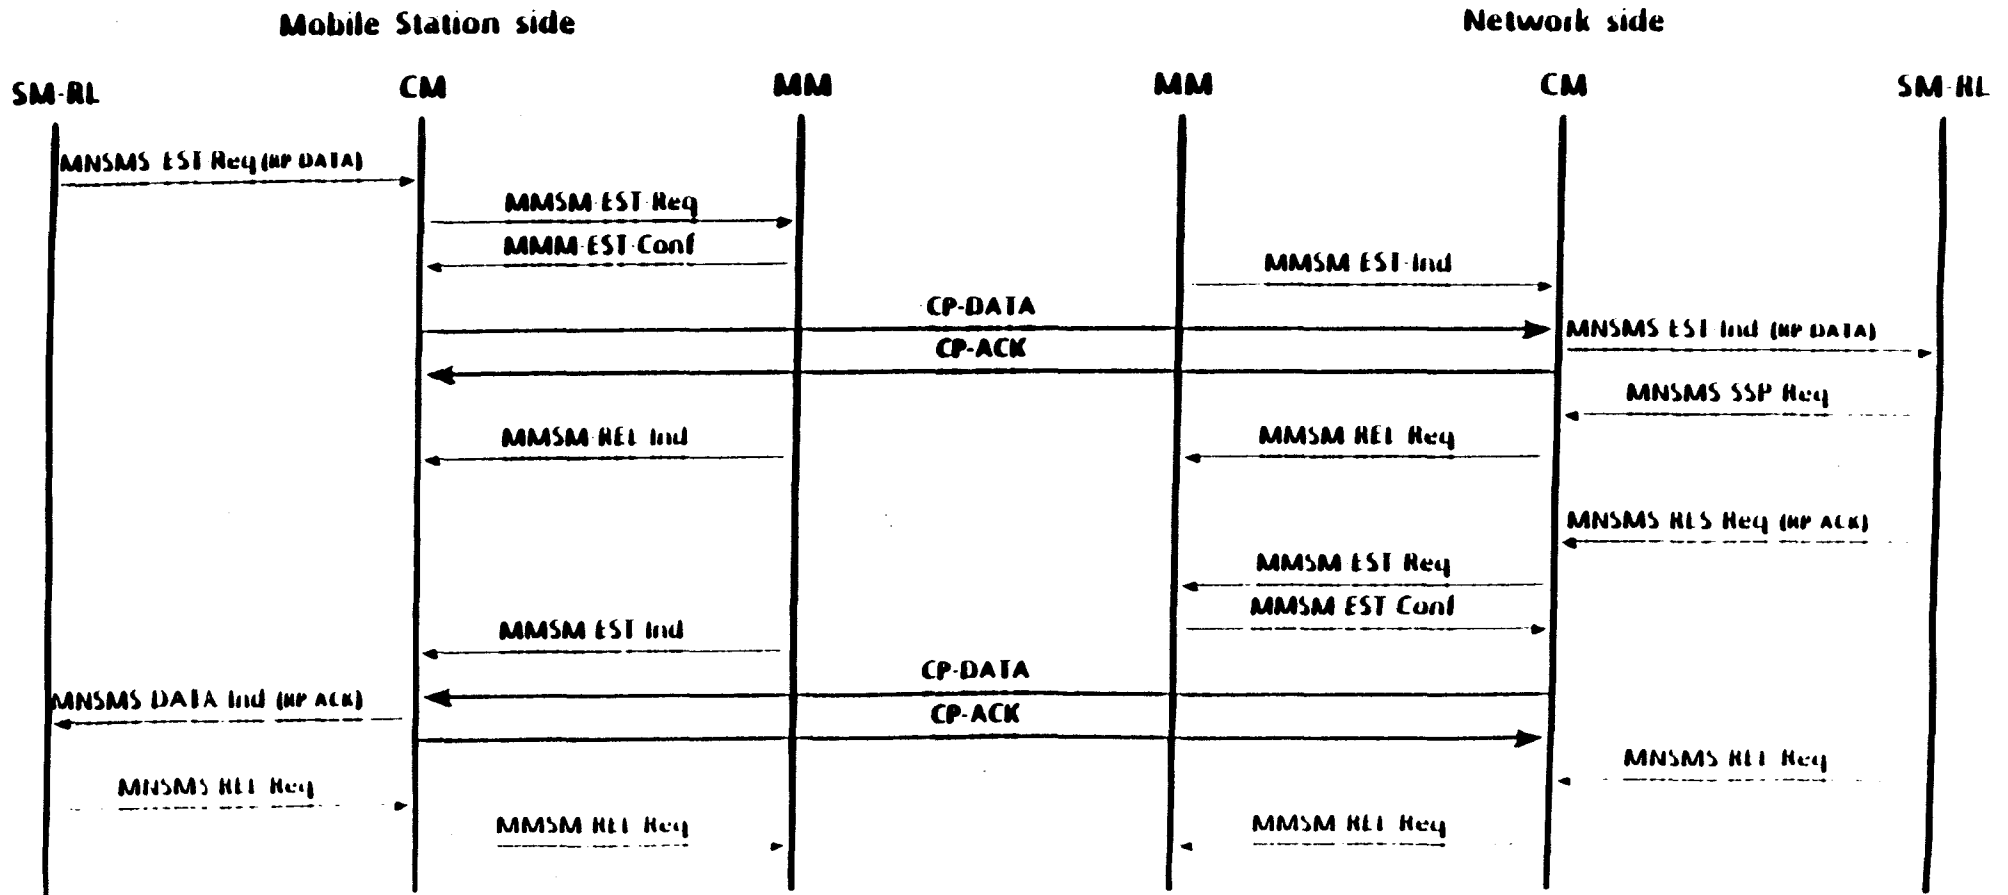 Mobile Station side
Network side
SM-RL
CM
MM
MM
CM
SM-RL
MNSMS EST Req (RP DATA)
MMSM-EST-Req
MMM-EST-Conf
MMSM EST-Ind
CP-DATA
MNSMS EST Ind (RP DATA)
CP-ACK
MNSMS SSP Req
MMSM REL Ind
MMSM REL Req
MNSMS RES Req (RP ACK)
MMSM EST Req
MMSM EST Conf
MMSM EST Ind
CP-DATA
MNSMS DATA Ind (RP ACK)
CP-ACK
MNSMS REL Req
MNSMS REL Req
MMSM REL Req
MMSM REL Req